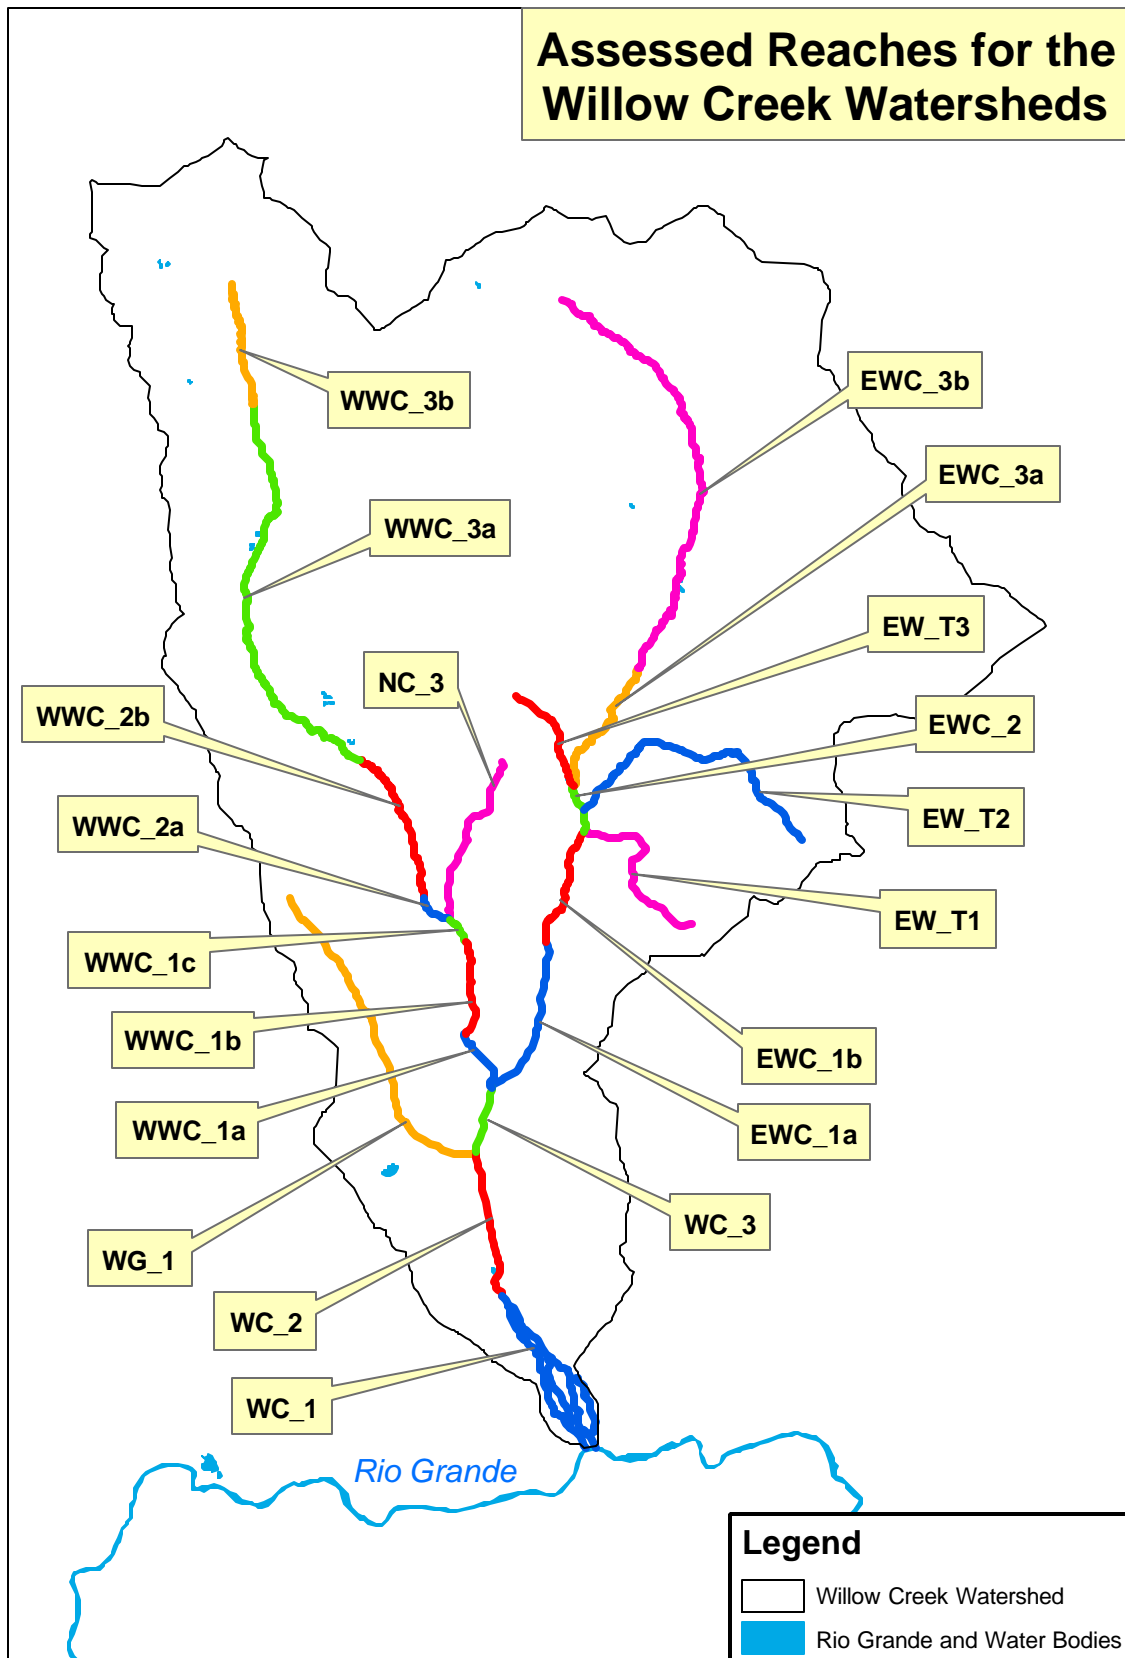 Assessed Reaches for the
Willow Creek Watersheds
WWC_3b
EWC_3b
EWC_3a
WWC_3a
EW_T3
NC_3
WWC_2b
EWC_2
WWC_2a
EW_T2
EW_T1
WWC_1c
WWC_1b
EWC_1b
WWC_1a
EWC_1a
WC_3
WG_1
WC_2
WC_1
Rio Grande
Legend
Willow Creek Watershed
Rio Grande and Water Bodies